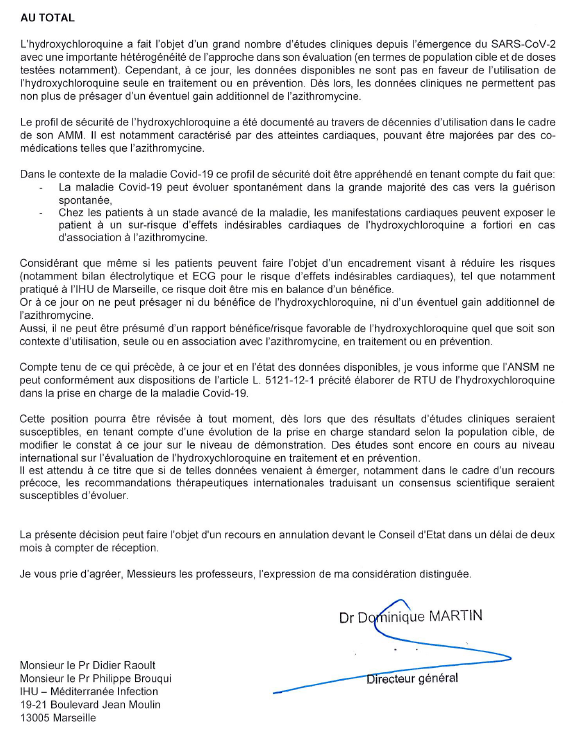 AU TOTAL
L'hydroxychloroquine a fait l'objet d'un grand nombre d'études cliniques depuis l'émergence du SARS-CoV-2
avec une importante hétérogénéité de l'approche dans son évaluation (en termes de population cible et de doses
testées notamment). Cependant, à ce jour, les données disponibles ne sont pas en faveur de l'utilisation de
l'hydroxychloroquine seule en traitement ou en prévention. Dès lors, les données cliniques ne permettent pas
non plus de présager d'un éventuel gain additionnel de l'azithromycine.
Le profil de sécurité de l'hydroxychloroquine a été documenté au travers de décennies d'utilisation dans le cadre
de son AMM. Il est notamment caractérisé par des atteintes cardiaques, pouvant être majorées par des co-
médications telles que l'azithromycine.
Dans le contexte de la maladie Covid-19 ce profil de sécurité doit être appréhendé en tenant compte du fait que:
- La maladie Covid-19 peut évoluer spontanément dans la grande majorité des cas vers la guérison
spontanée,
- Chez les patients à un stade avancé de la maladie, les manifestations cardiaques peuvent exposer le
patient à un sur-risque d'effets indésirables cardiaques de l'hydroxychloroquine a fortiori en cas
d'association à l'azithromycine.
Considérant que même si les patients peuvent faire l'objet d'un encadrement visant à réduire les risques
(notamment bilan électrolytique et ECG pour le risque d'effets indésirables cardiaques), tel que notamment
pratiqué à l'IHU de Marseille, ce risque doit être mis en balance d'un bénéfice.
Or à ce jour on ne peut présager ni du bénéfice de l'hydroxychloroquine, ni d'un éventuel gain additionnel de
l'azithromycine.
Aussi, il ne peut être présumé d'un rapport bénéfice/risque favorable de l'hydroxychloroquine quel que soit son
contexte d'utilisation, seule ou en association avec l'azithromycine, en traitement ou en prévention.
Compte tenu de ce qui précède, à ce jour et en l'état des données disponibles, je vous informe que l'ANSM ne
peut conformément aux dispositions de l'article L. 5121-12-1 précité élaborer de RTU de l'hydroxychloroquine
dans la prise en charge de la maladie Covid-19.
Cette position pourra être révisée à tout moment, dès lors que des résultats d'études cliniques seraient
susceptibles, en tenant compte d'une évolution de la prise en charge standard selon la population cible, de
modifier le constat à ce jour sur le niveau de démonstration. Des études sont encore en cours au niveau
international sur l'évaluation de l'hydroxychloroquine en traitement et en prévention.
Il est attendu à ce titre que si de telles données venaient à émerger, notamment dans le cadre d'un recours
précoce, les recommandations thérapeutiques internationales traduisant un consensus scientifique seraient
susceptibles d'évoluer.
La présente décision peut faire l'objet d'un recours en annulation devant le Conseil d'Etat dans un délai de deux
mois à compter de réception.
Je vous prie d'agréer, Messieurs les professeurs, l'expression de ma considération distinguée.
Dr Dominique MARTIN
Directeur général
Monsieur le Pr Didier Raoult
Monsieur le Pr Philippe Brouqui
IHU – Méditerranée Infection
19-21 Boulevard Jean Moulin
13005 Marseille